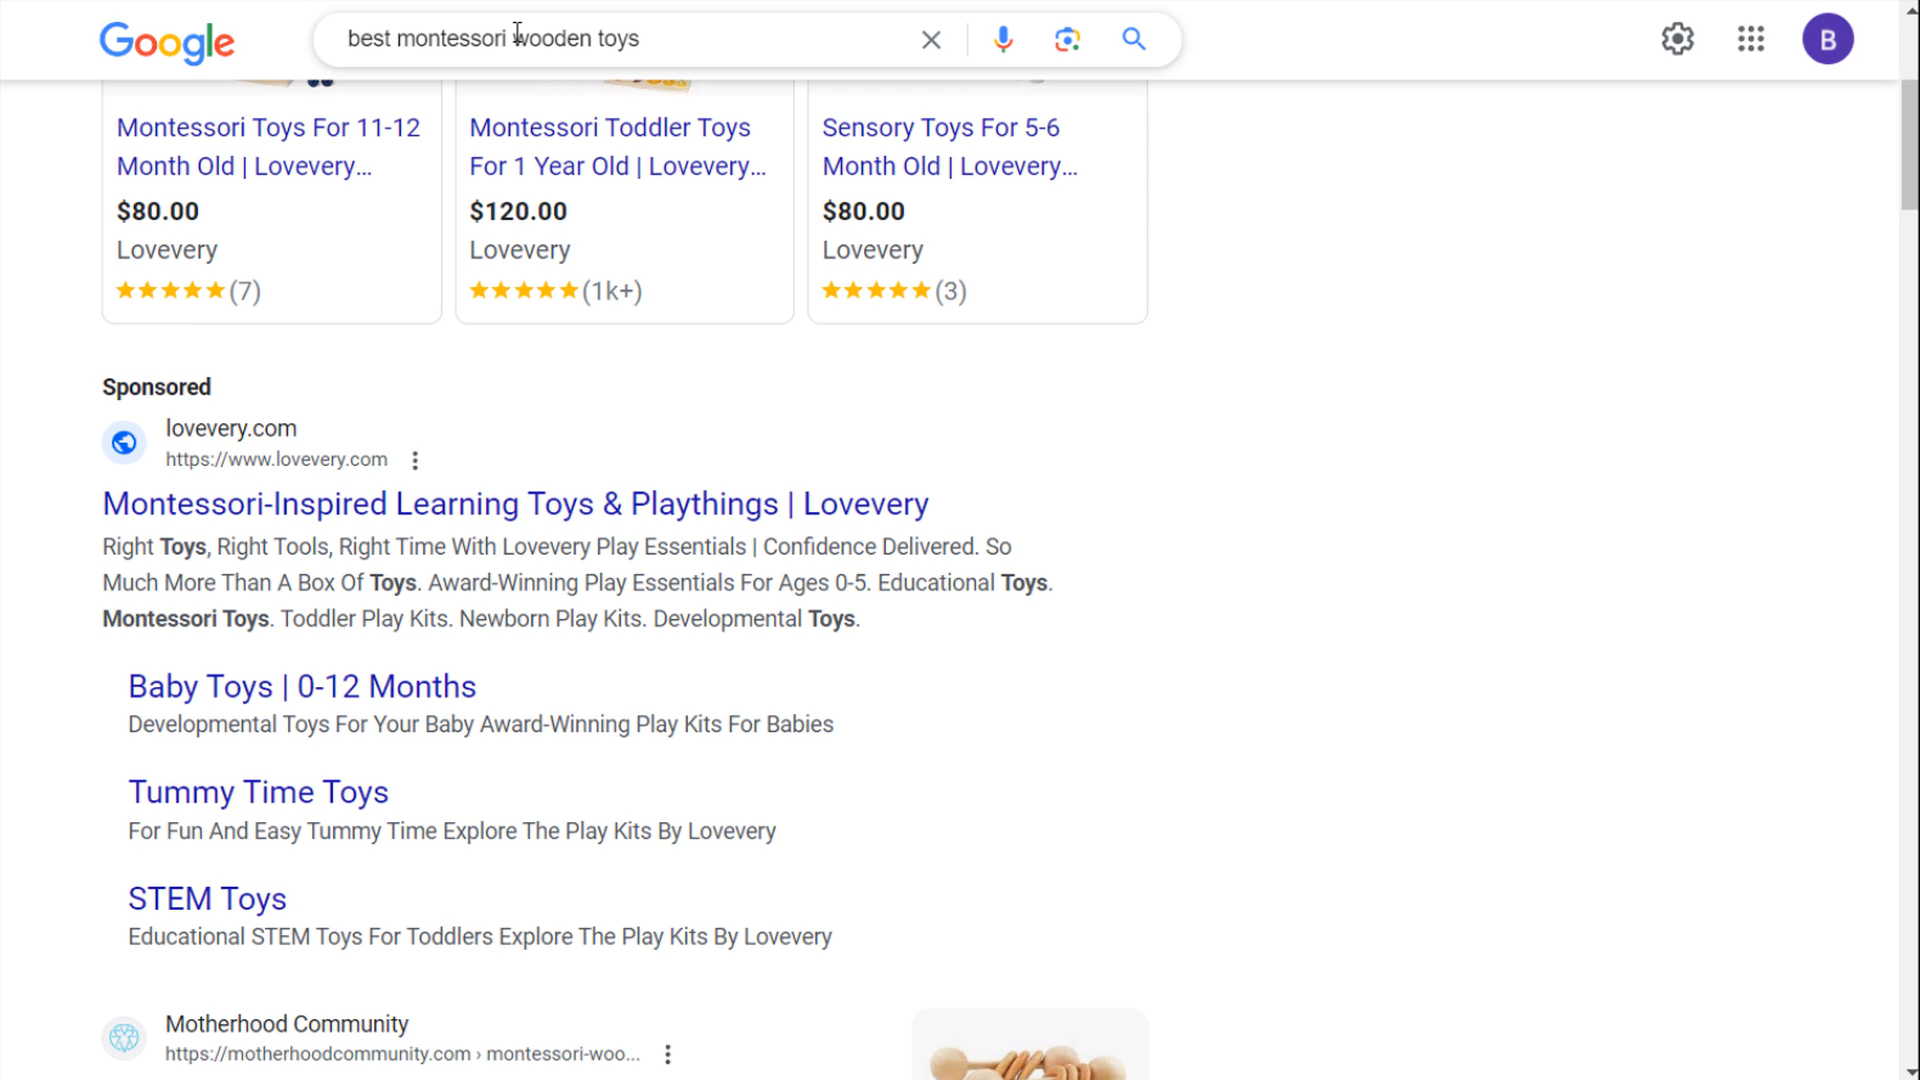 Google
best montessori wooden toys
B
Montessori Toys For 11-12
Month Old | Lovevery...
$80.00
Lovevery
(7)
Montessori Toddler Toys
For 1 Year Old | Lovevery...
$120.00
Lovevery
(1k+)
Sensory Toys For 5-6
Month Old | Lovevery...
$80.00
Lovevery
(3)
Sponsored
lovevery.com
https://www.lovevery.com
Montessori-Inspired Learning Toys & Playthings | Lovevery
Right Toys, Right Tools, Right Time With Lovevery Play Essentials | Confidence Delivered. So
Much More Than A Box Of Toys. Award-Winning Play Essentials For Ages 0-5. Educational Toys.
Montessori Toys. Toddler Play Kits. Newborn Play Kits. Developmental Toys.
Baby Toys | 0-12 Months
Developmental Toys For Your Baby Award-Winning Play Kits For Babies
Tummy Time Toys
For Fun And Easy Tummy Time Explore The Play Kits By Lovevery
STEM Toys
Educational STEM Toys For Toddlers Explore The Play Kits By Lovevery
Motherhood Community
https://motherhoodcommunity.com › montessori-woo...